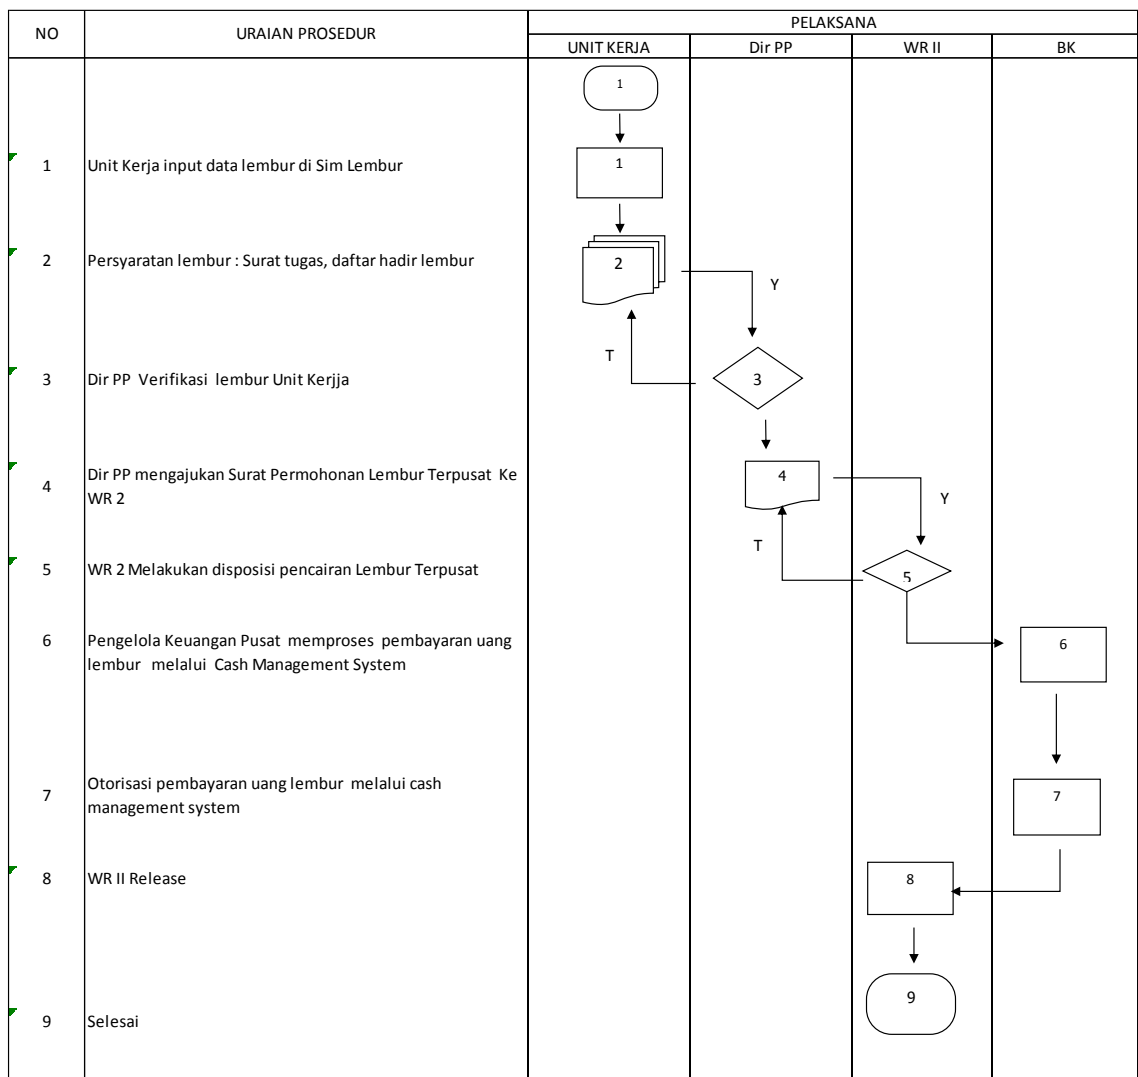 NO
URAIAN PROSEDUR
PELAKSANA
UNIT KERJA
Dir PP
WR II
BK
1
1
Unit Kerja input data lembur di Sim Lembur
1
2
Persyaratan lembur : Surat tugas, daftar hadir lembur
2
Y
T
3
Dir PP Verifikasi lembur Unit Kerjja
3
4
Dir PP mengajukan Surat Permohonan Lembur Terpusat Ke
WR 2
4
Y
T
5
WR 2 Melakukan disposisi pencairan Lembur Terpusat
5
6
Pengelola Keuangan Pusat memproses pembayaran uang
lembur melalui Cash Management System
6
7
Otorisasi pembayaran uang lembur melalui cash
management system
7
8
WR II Release
8
9
Selesai
9